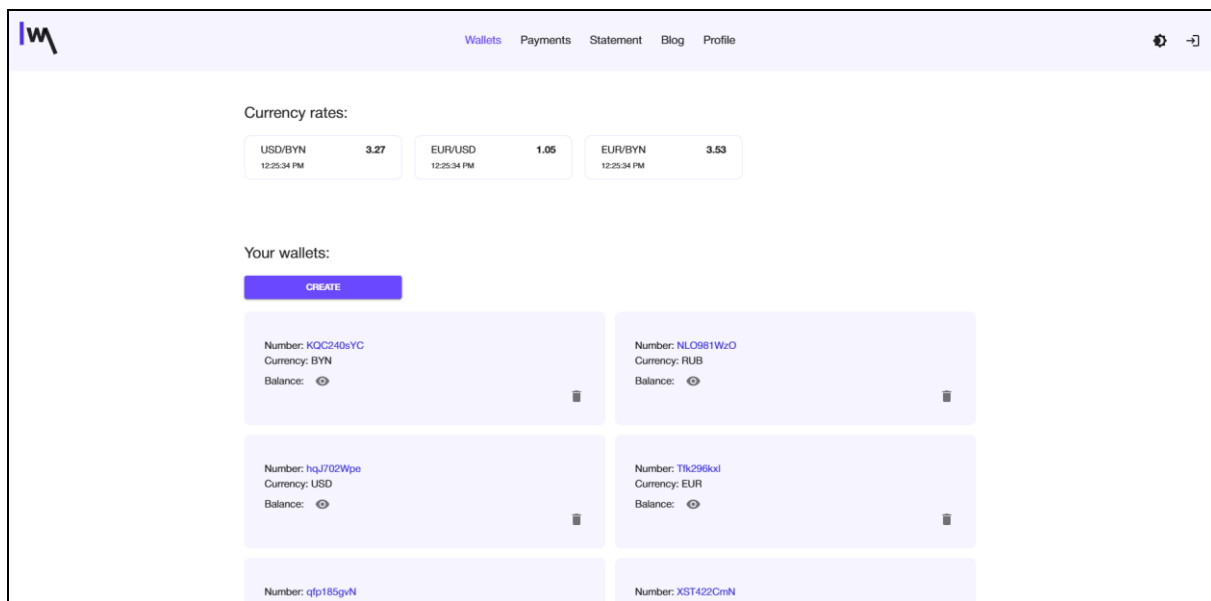 Wallets Payments Statement Blog Profile
Currency rates:
USD/BYN 3.27
12:25:34 PM
EUR/USD 1.05
12:25:34 PM
EUR/BYN 3.53
12:25:34 PM
Your wallets:
CREATE
Number: KQC240sYC
Currency: BYN
Balance:
Number: NLO981WzO
Currency: RUB
Balance:
Number: hqJ702Wpe
Currency: USD
Balance:
Number: Tfk296kxl
Currency: EUR
Balance:
Number: qfp185gvN
Number: XST422CmN